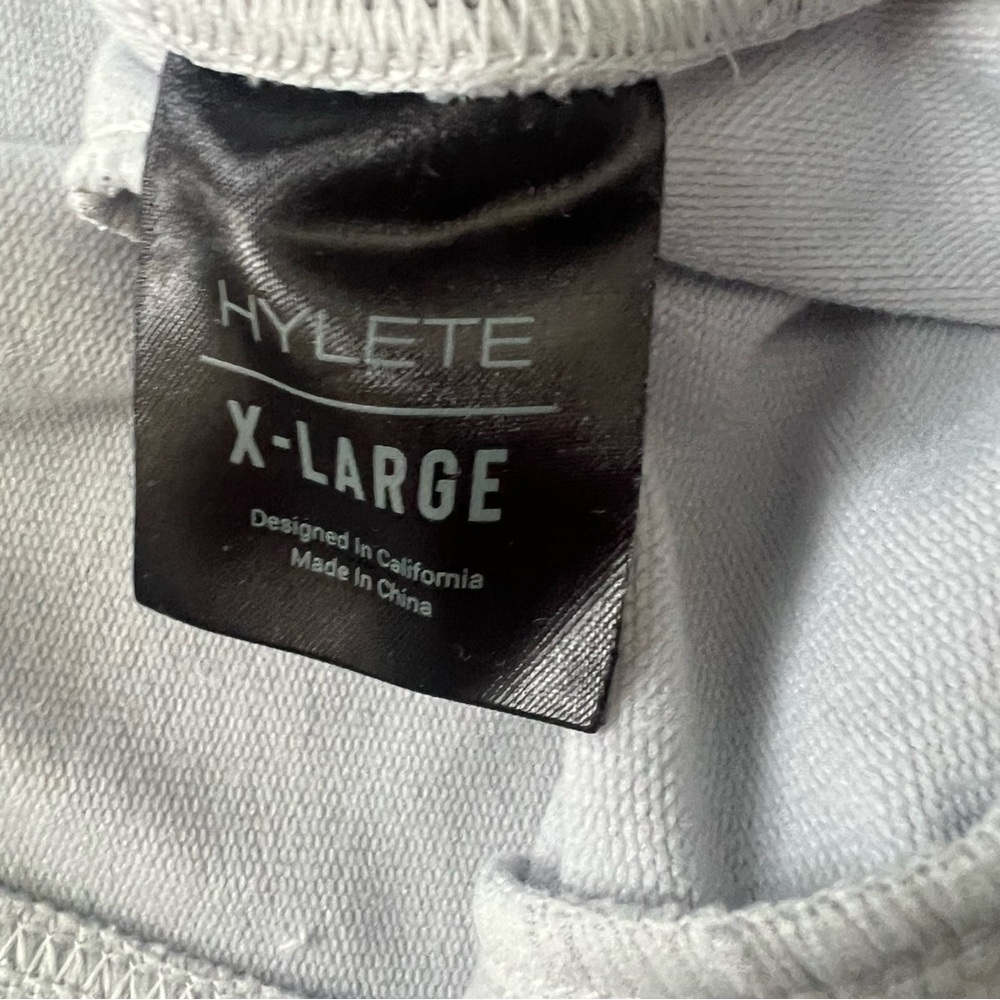 HYLETE
X-LARGE
Designed In California
Made In China